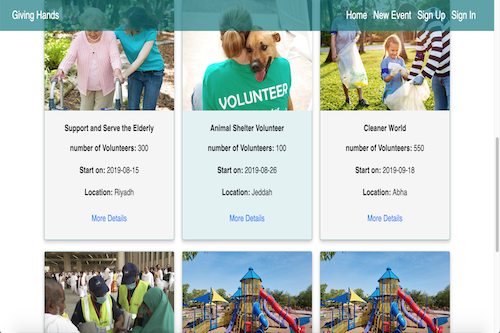 Giving Hands
Home New Event Sign Up Sign In
VOLUNTEER
Support and Serve the Elderly
number of Volunteers: 300
Start on: 2019-08-15
Location: Riyadh
More Details
Animal Shelter Volunteer
number of Volunteers: 100
Start on: 2019-08-26
Location: Jeddah
More Details
Cleaner World
number of Volunteers: 550
Start on: 2019-09-18
Location: Abha
More Details